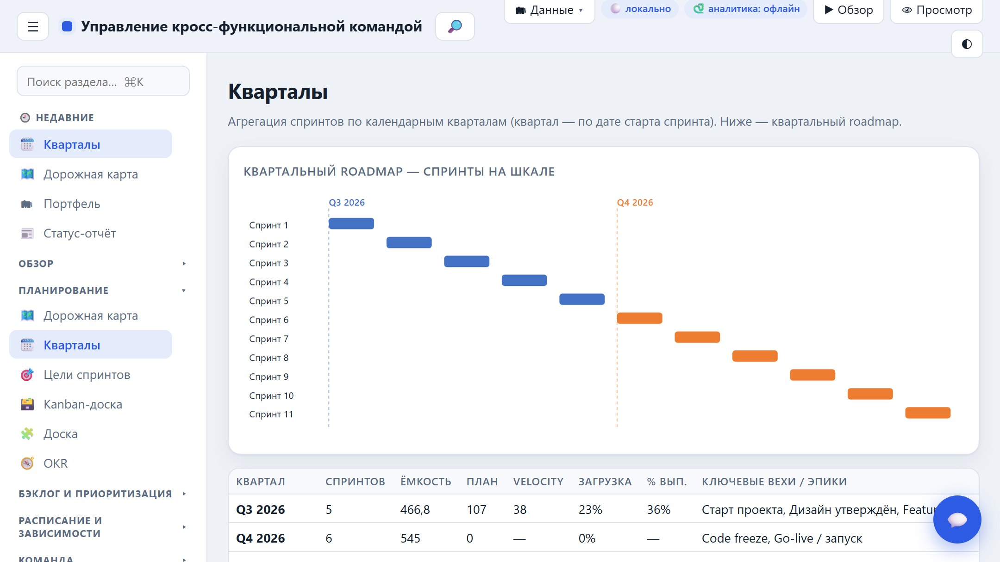 ☰ Управление кросс-функциональной командой
Данные ▾
локально
аналитика: офлайн
▶ Обзор
Просмотр
Поиск раздела... ⌘K
НЕДАВНИЕ
Кварталы
Дорожная карта
Портфель
Статус-отчёт
ОБЗОР
ПЛАНИРОВАНИЕ
Дорожная карта
Кварталы
Цели спринтов
Kanban-доска
Доска
OKR
БЭКЛОГ И ПРИОРИТИЗАЦИЯ
РАСПИСАНИЕ И
ЗАВИСИМОСТИ
КОМАНДА
Кварталы
Агрегация спринтов по календарным кварталам (квартал — по дате старта спринта). Ниже — квартальный roadmap.
КВАРТАЛЬНЫЙ ROADMAP — СПРИНТЫ НА ШКАЛЕ
Q3 2026 Q4 2026
Спринт 1
Спринт 2
Спринт 3
Спринт 4
Спринт 5
Спринт 6
Спринт 7
Спринт 8
Спринт 9
Спринт 10
Спринт 11
КВАРТАЛ СПРИНТОВ ЁМКОСТЬ ПЛАН VELOCITY ЗАГРУЗКА % ВЫП. КЛЮЧЕВЫЕ ВЕХИ / ЭПИКИ
Q3 2026 5 466,8 107 38 23% 36% Старт проекта, Дизайн утверждён,
Q4 2026 6 545 0 — 0% — Code freeze, Go-live / запуск